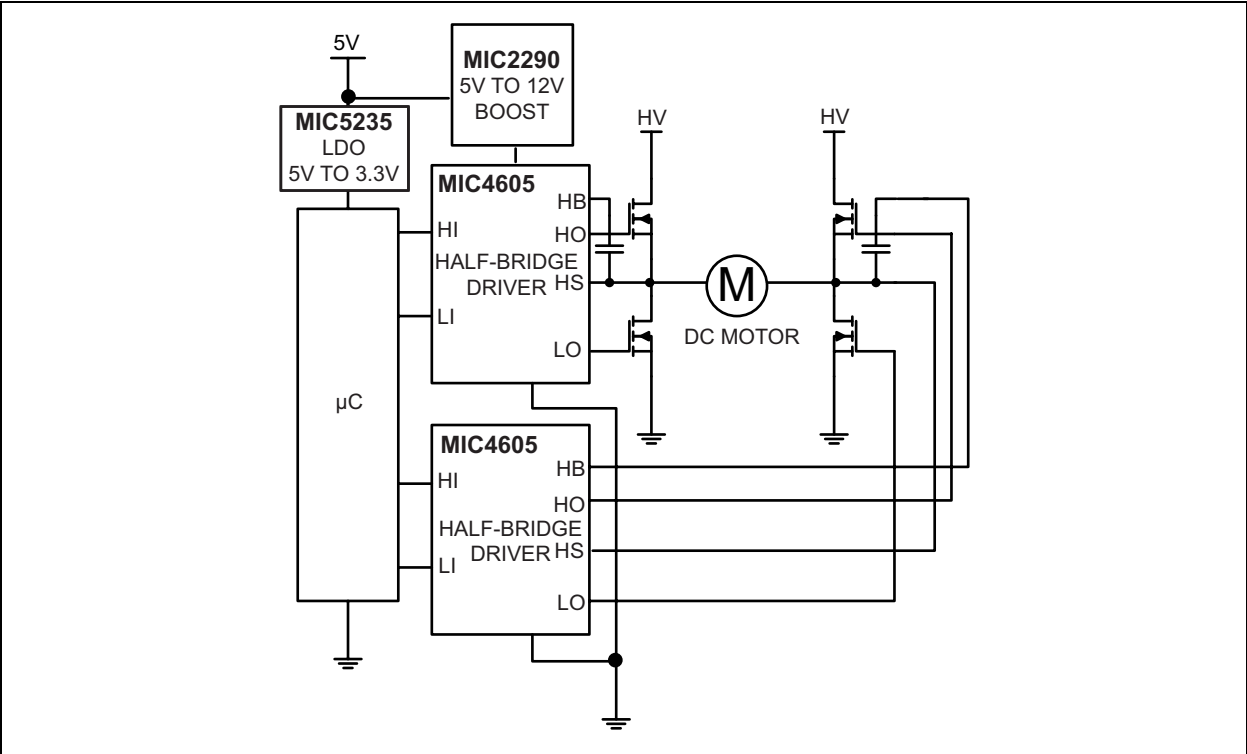 5V
MIC2290
5V TO 12V
BOOST
MIC5235
LDO
5V TO 3.3V
HV
HV
MIC4605
HB
HI
HO
HALF-BRIDGE
DRIVER HS
LI
LO
M
DC MOTOR
µC
MIC4605
HB
HI
HO
HALF-BRIDGE
DRIVER HS
LI
LO